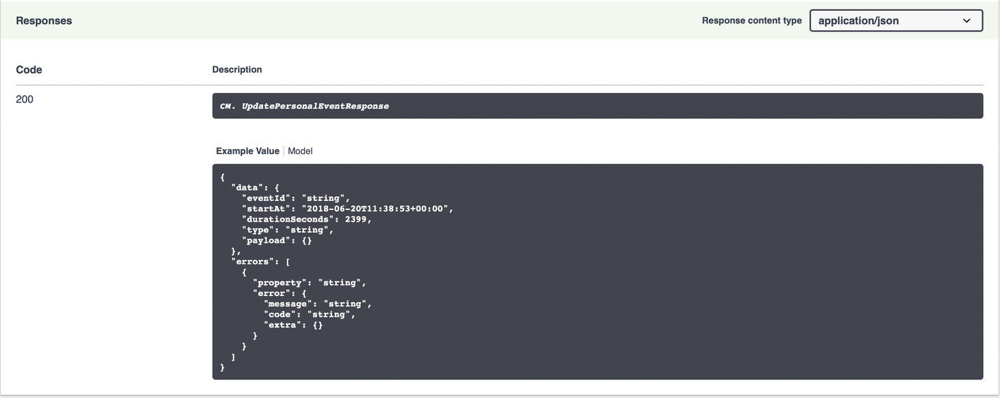 Responses
Response content type
application/json
Code
Description
200
CM. UpdatePersonalEventResponse
Example Value
Model
{
  "data": {
    "eventId": "string",
    "startAt": "2018-06-20T11:38:53+00:00",
    "durationSeconds": 2399,
    "type": "string",
    "payload": {}
  },
  "errors": [
    {
      "property": "string",
      "error": {
        "message": "string",
        "code": "string",
        "extra": {}
      }
    }
  ]
}